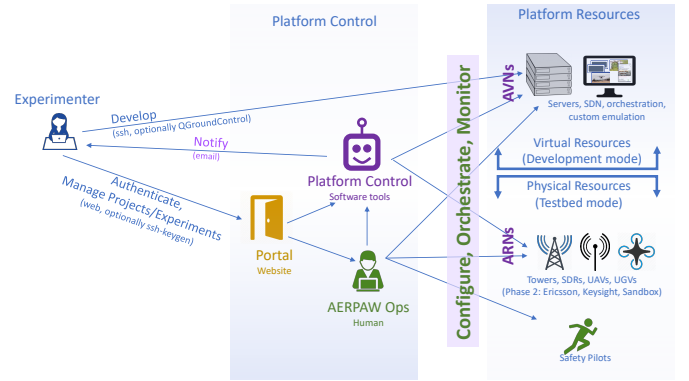 Platform Control
Platform Resources
Experimenter
Develop
(ssh, optionally QGroundControl)
Notify
(email)
Authenticate,
Manage Projects/Experiments
(web, optionally ssh-keygen)
Platform Control
Software tools
Portal
Website
AERPAW Ops
Human
Configure, Orchestrate, Monitor
AVNs
Servers, SDN, orchestration,
custom emulation
Virtual Resources
(Development mode)
Physical Resources
(Testbed mode)
ARNs
Towers, SDRs, UAVs, UGVs
(Phase 2: Ericsson, Keysight, Sandbox)
Safety Pilots